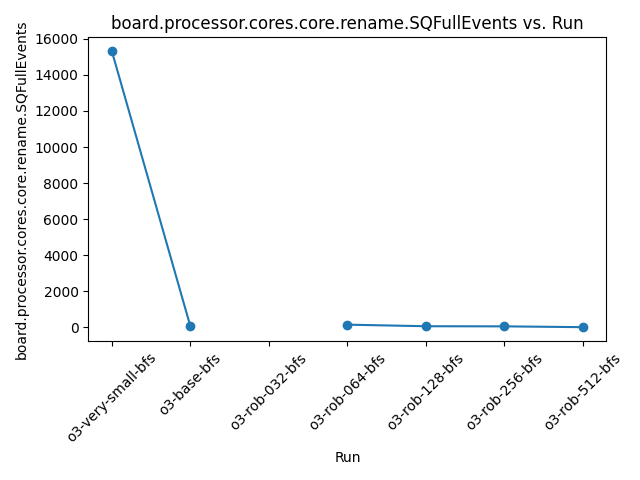 board.processor.cores.core.rename.SQFullEvents vs. Run
board.processor.cores.core.rename.SQFullEvents
16000
14000
12000
10000
8000
6000
4000
2000
0
o3-very-small-bfs
o3-base-bfs
o3-rob-032-bfs
o3-rob-064-bfs
o3-rob-128-bfs
o3-rob-256-bfs
o3-rob-512-bfs
Run